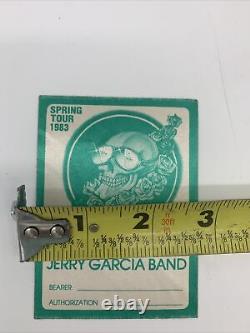 SPRING
TOUR
1983
1 2 3
JERRY GARCIA BAND
BEARER
AUTHORIZATION